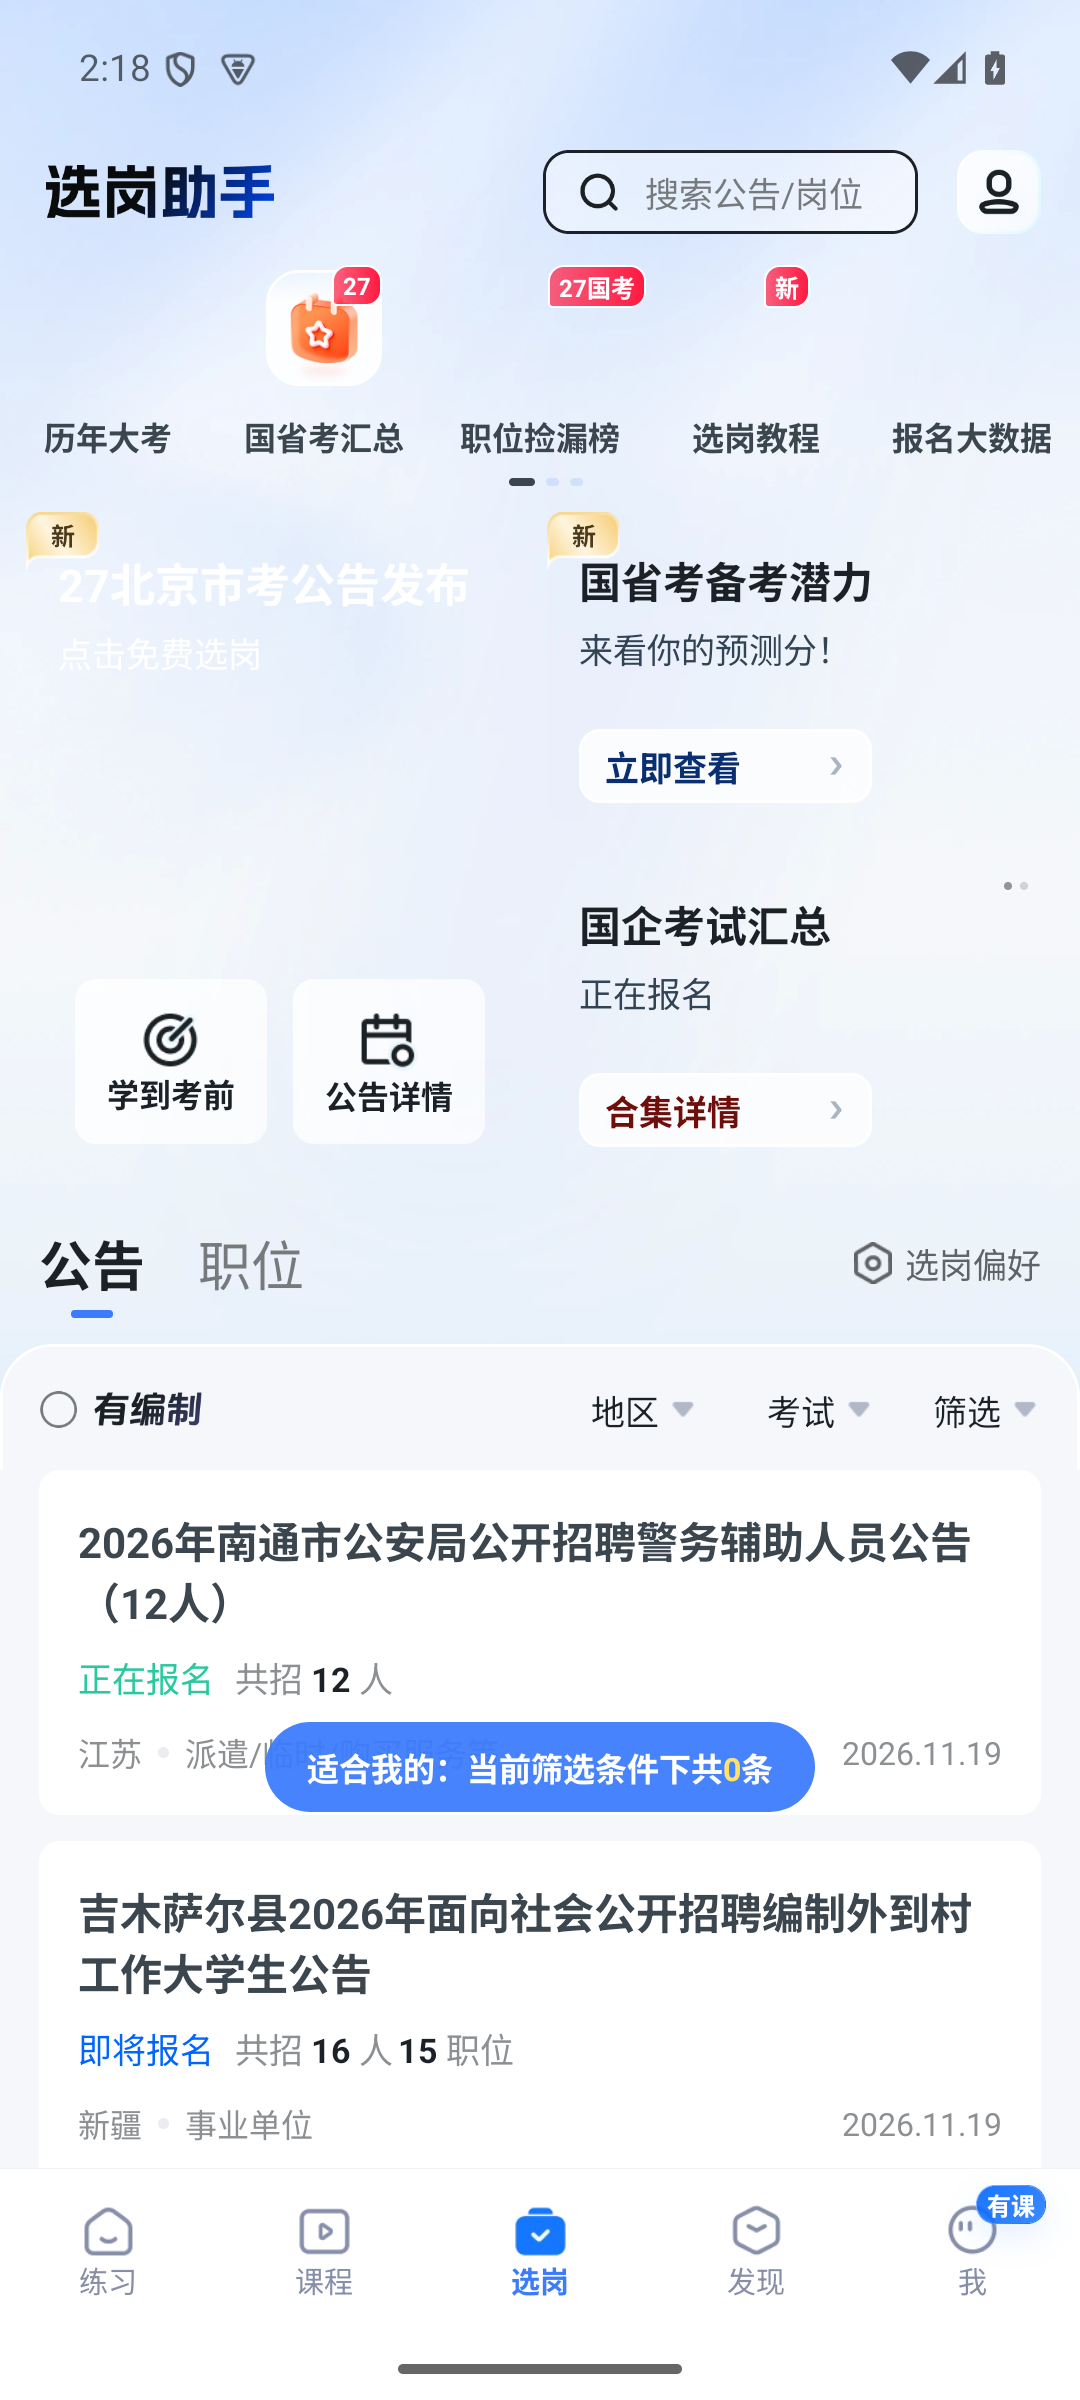 2:18
选岗助手
搜索公告/岗位
27
27国考
新
历年大考
国省考汇总
职位捡漏榜
选岗教程
报名大数据
新
27北京市考公告发布
点击免费选岗
学到考前
公告详情
新
国省考备考潜力
来看你的预测分！
立即查看
国企考试汇总
正在报名
合集详情
公告
职位
选岗偏好
有编制
地区
考试
筛选
2026年南通市公安局公开招聘警务辅助人员公告
（12人）
正在报名 共招 12 人
江苏 派遣/临时/购买服务等 2026.11.19
适合我的：当前筛选条件下共0条
吉木萨尔县2026年面向社会公开招聘编制外到村
工作大学生公告
即将报名 共招 16 人 15 职位
新疆 事业单位 2026.11.19
练习
课程
选岗
发现
有课
我